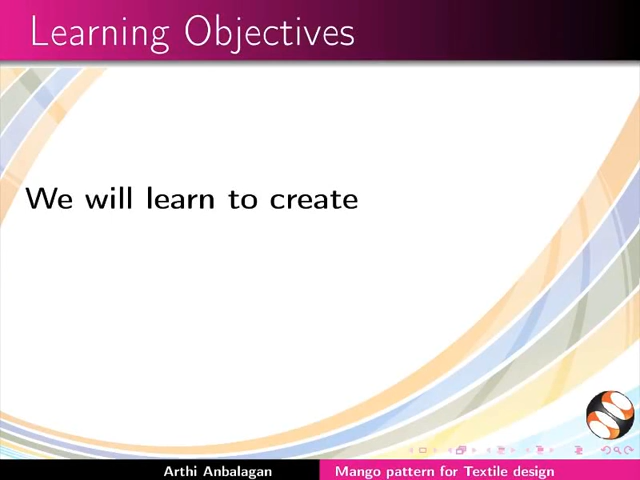 Learning Objectives
We will learn to create
Arthi Anbalagan
Mango pattern for Textile design